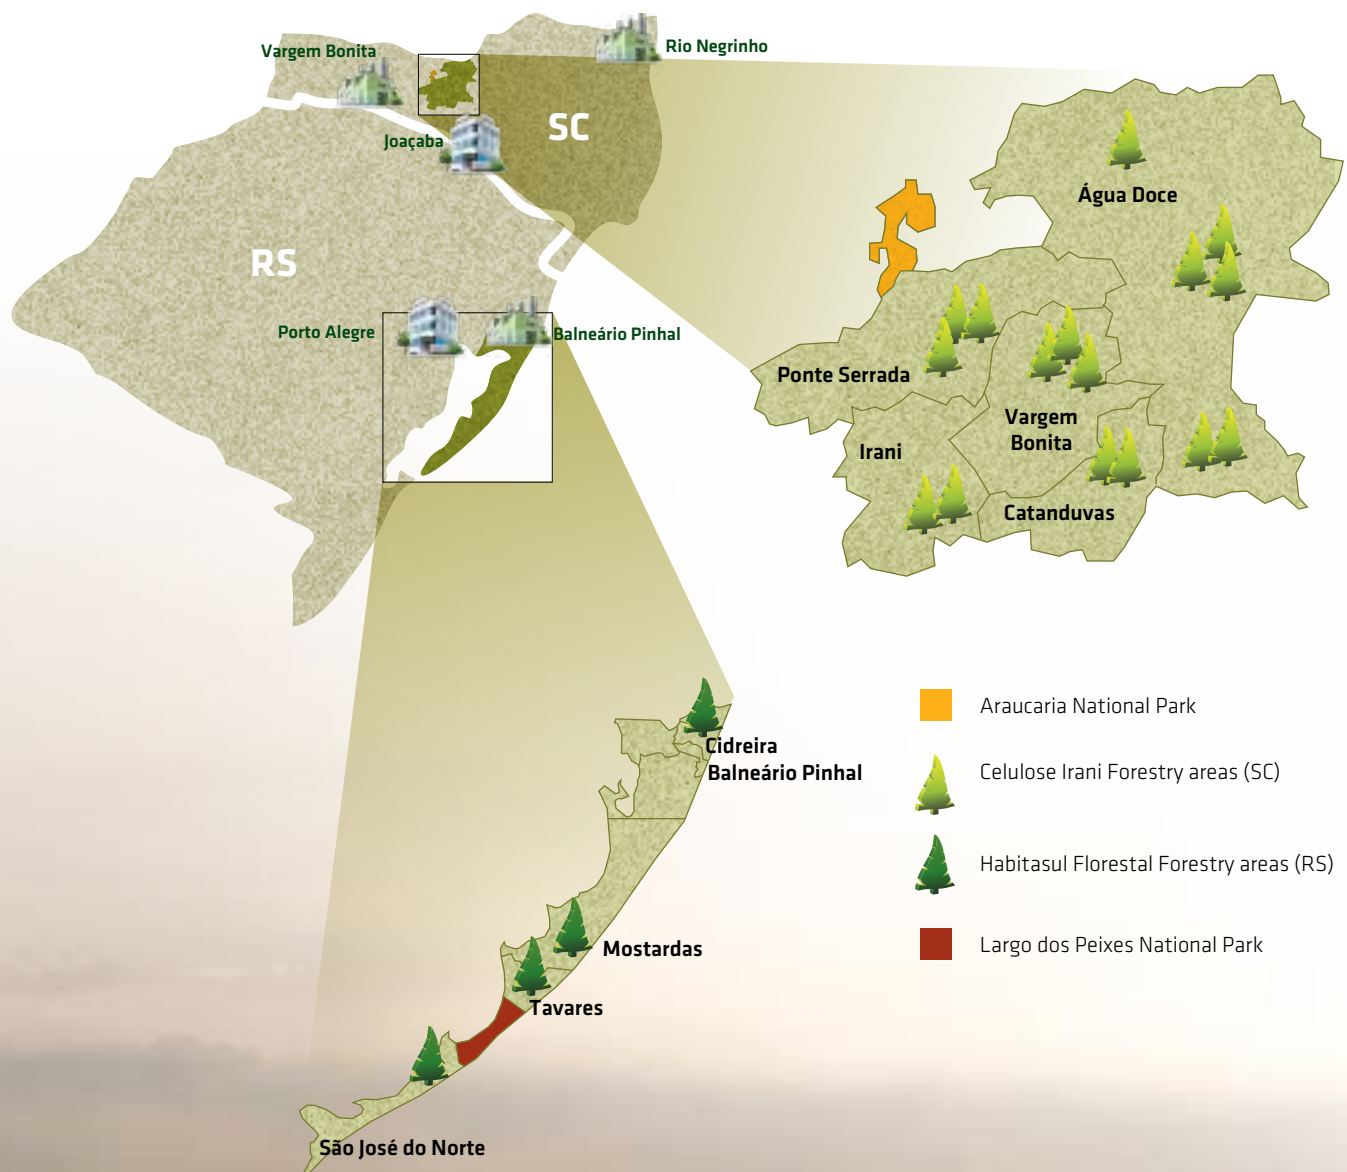 Vargem Bonita
Rio Negrinho
Joaçaba
SC
RS
Porto Alegre
Balneário Pinhal
Água Doce
Ponte Serrada
Vargem
Bonita
Irani
Catanduvas
Cidreira
Balneário Pinhal
Mostardas
Tavares
São José do Norte
Araucaria National Park
Celulose Irani Forestry areas (SC)
Habitasul Florestal Forestry areas (RS)
Largo dos Peixes National Park